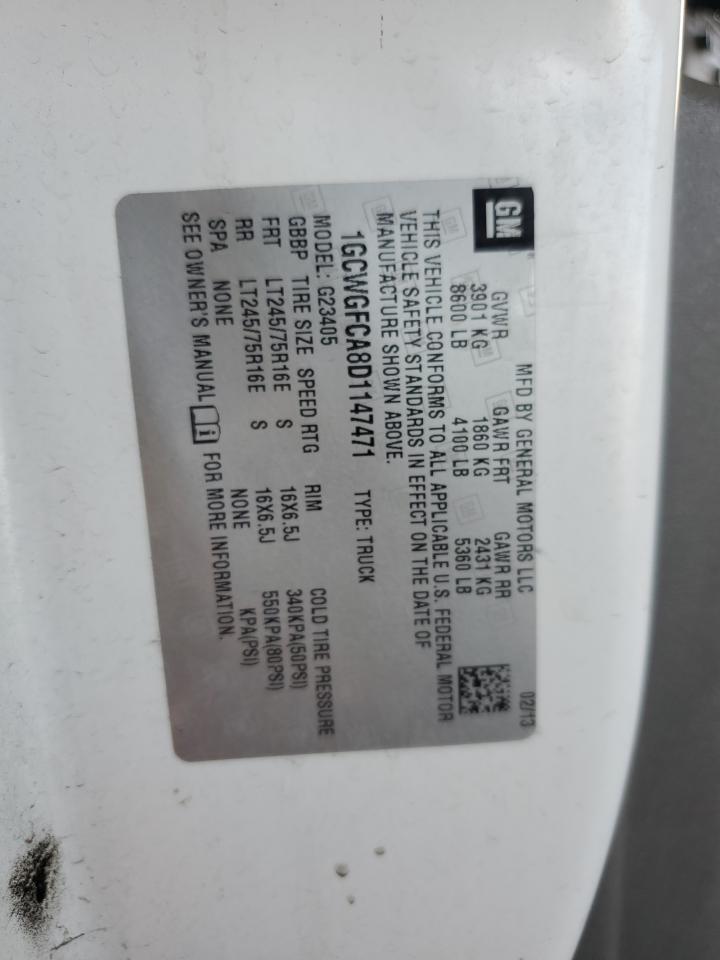 GM
MFD BY GENERAL MOTORS LLC 02/13
GVWR GAWR FRT GAWR RR
3901 KG 1860 KG 2431 KG
8600 LB 4100 LB 5360 LB
THIS VEHICLE CONFORMS TO ALL APPLICABLE U.S. FEDERAL MOTOR
VEHICLE SAFETY STANDARDS IN EFFECT ON THE DATE OF
MANUFACTURE SHOWN ABOVE.
1GCWGFCA8D1147471 TYPE: TRUCK
MODEL: G23405
GBBP TIRE SIZE SPEED RTG RIM COLD TIRE PRESSURE
FRT LT245/75R16E S 16X6.5J 340KPA(50PSI)
RR LT245/75R16E S 16X6.5J 550KPA(80PSI)
SPA NONE NONE KPA(PSI)
SEE OWNER'S MANUAL FOR MORE INFORMATION.